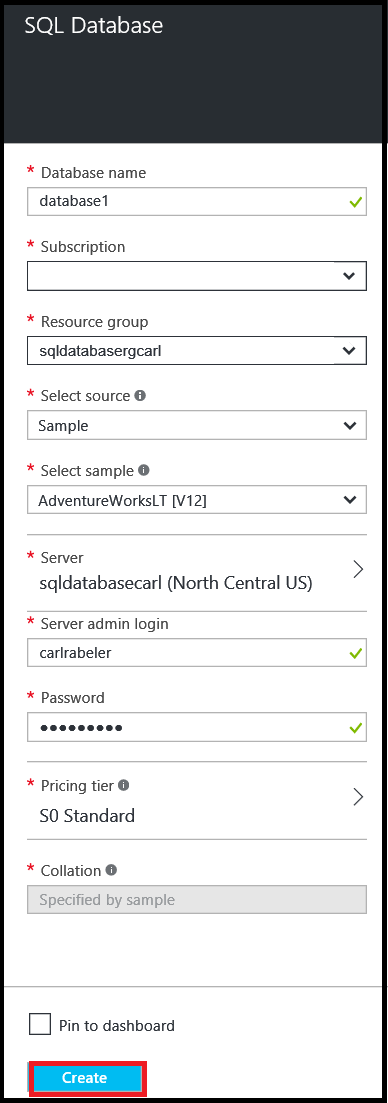 SQL Database
* Database name
database1
* Subscription
* Resource group
sqldatabasergcarl
* Select source
Sample
* Select sample
AdventureWorksLT [V12]
* Server
sqldatabasecarl (North Central US)
* Server admin login
carlrabeler
* Password
●●●●●●●●●
* Pricing tier
S0 Standard
* Collation
Specified by sample
Pin to dashboard
Create